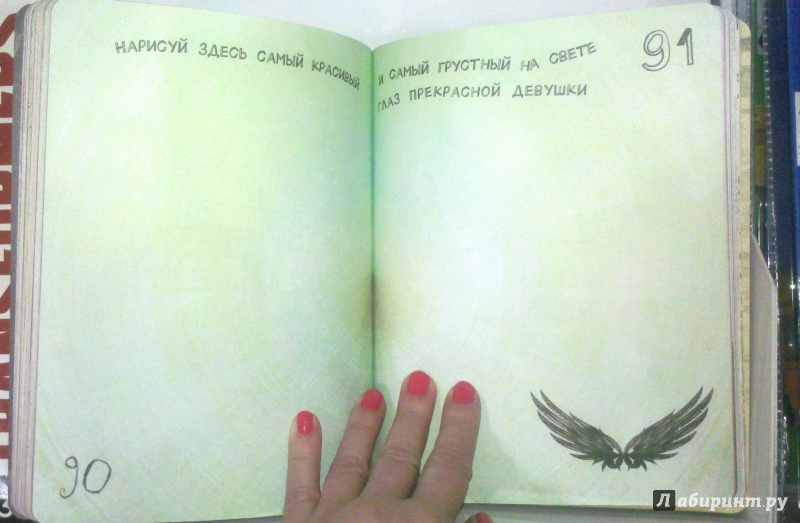 НАРИСУЙ ЗДЕСЬ САМЫЙ КРАСИВЫЙ И САМЫЙ ГРУСТНЫЙ НА СВЕТЕ
ГЛАЗ ПРЕКРАСНОЙ ДЕВУШКИ
91
90
Лабиринт.ру